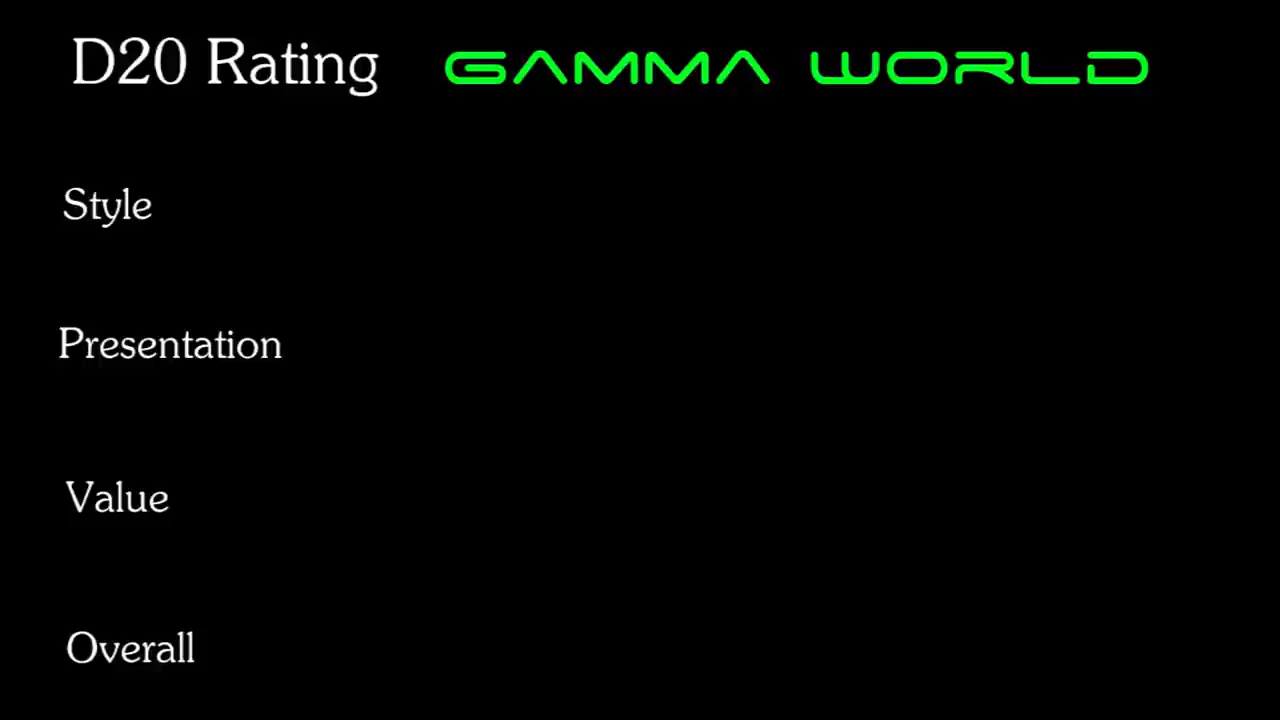 D20 Rating GAMMA WORLD
Style
Presentation
Value
Overall